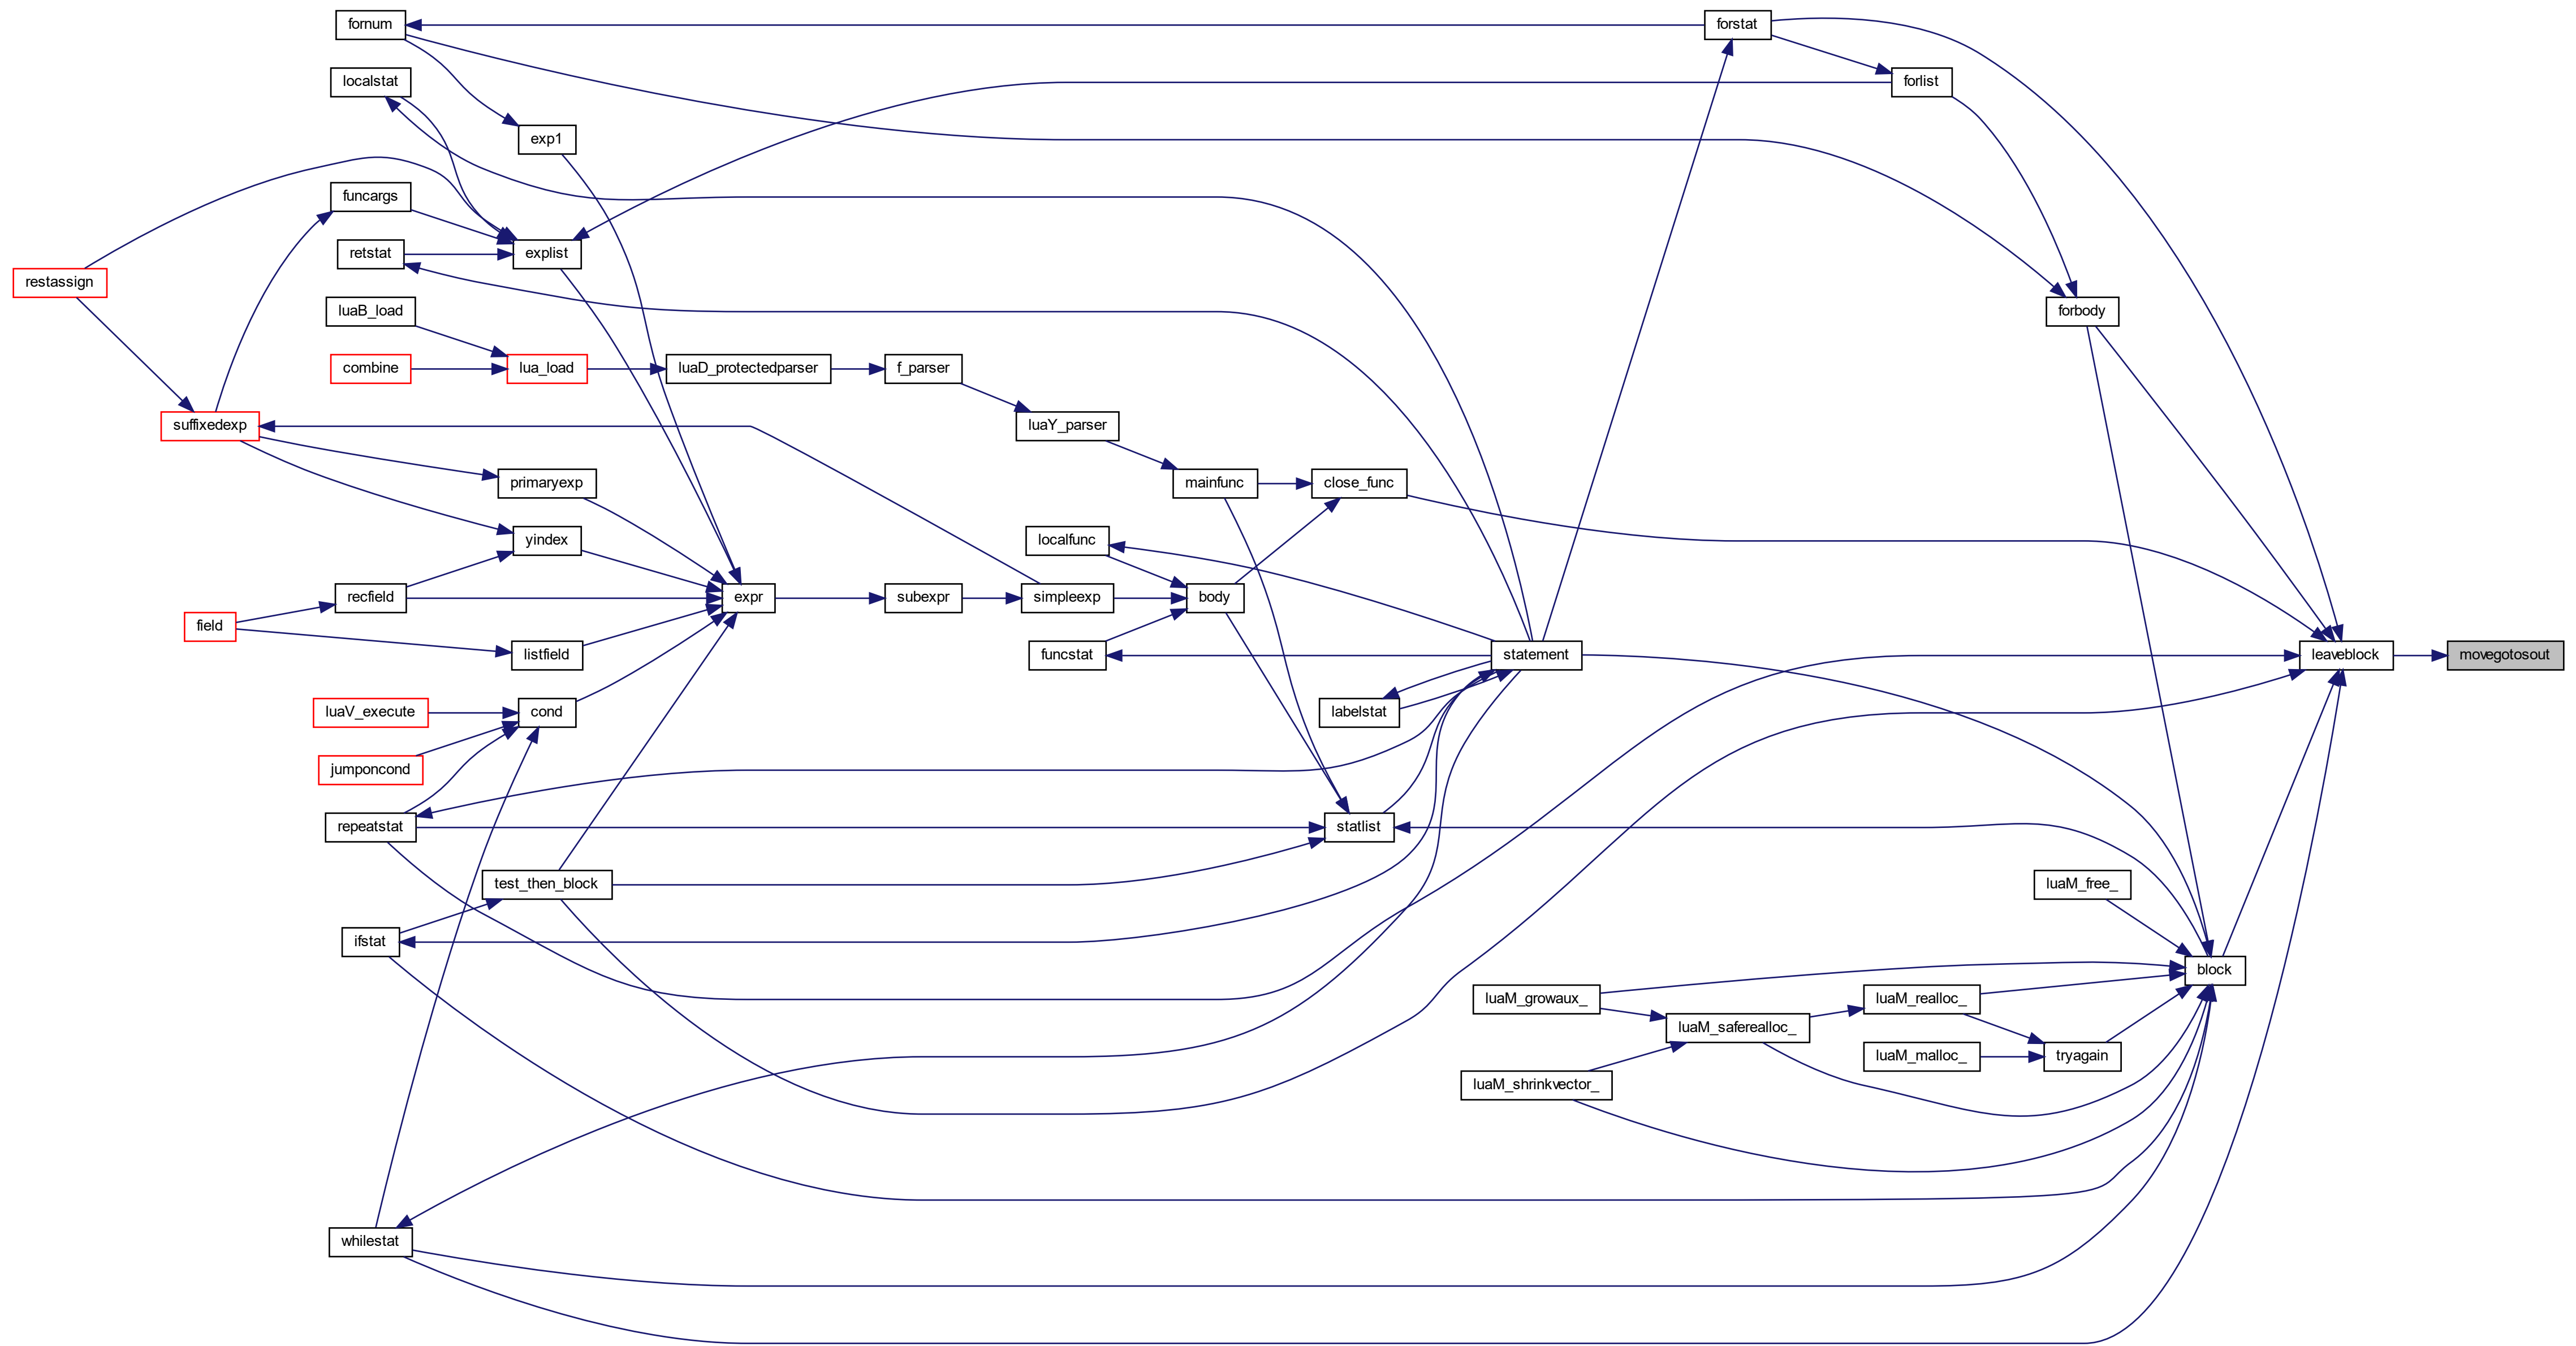 fornum
forstat
localstat
forlist
exp1
funcargs
retstat
explist
restassign
luaB_load
forbody
combine
lua_load
luaD_protectedparser
f_parser
suffixedexp
luaY_parser
primaryexp
mainfunc
close_func
yindex
localfunc
recfield
expr
subexpr
simpleexp
body
field
listfield
funcstat
statement
leaveblock
movegotosout
luaV_execute
cond
labelstat
jumponcond
repeatstat
statlist
test_then_block
luaM_free_
ifstat
block
luaM_growaux_
luaM_realloc_
luaM_saferealloc_
luaM_malloc_
tryagain
luaM_shrinkvector_
whilestat